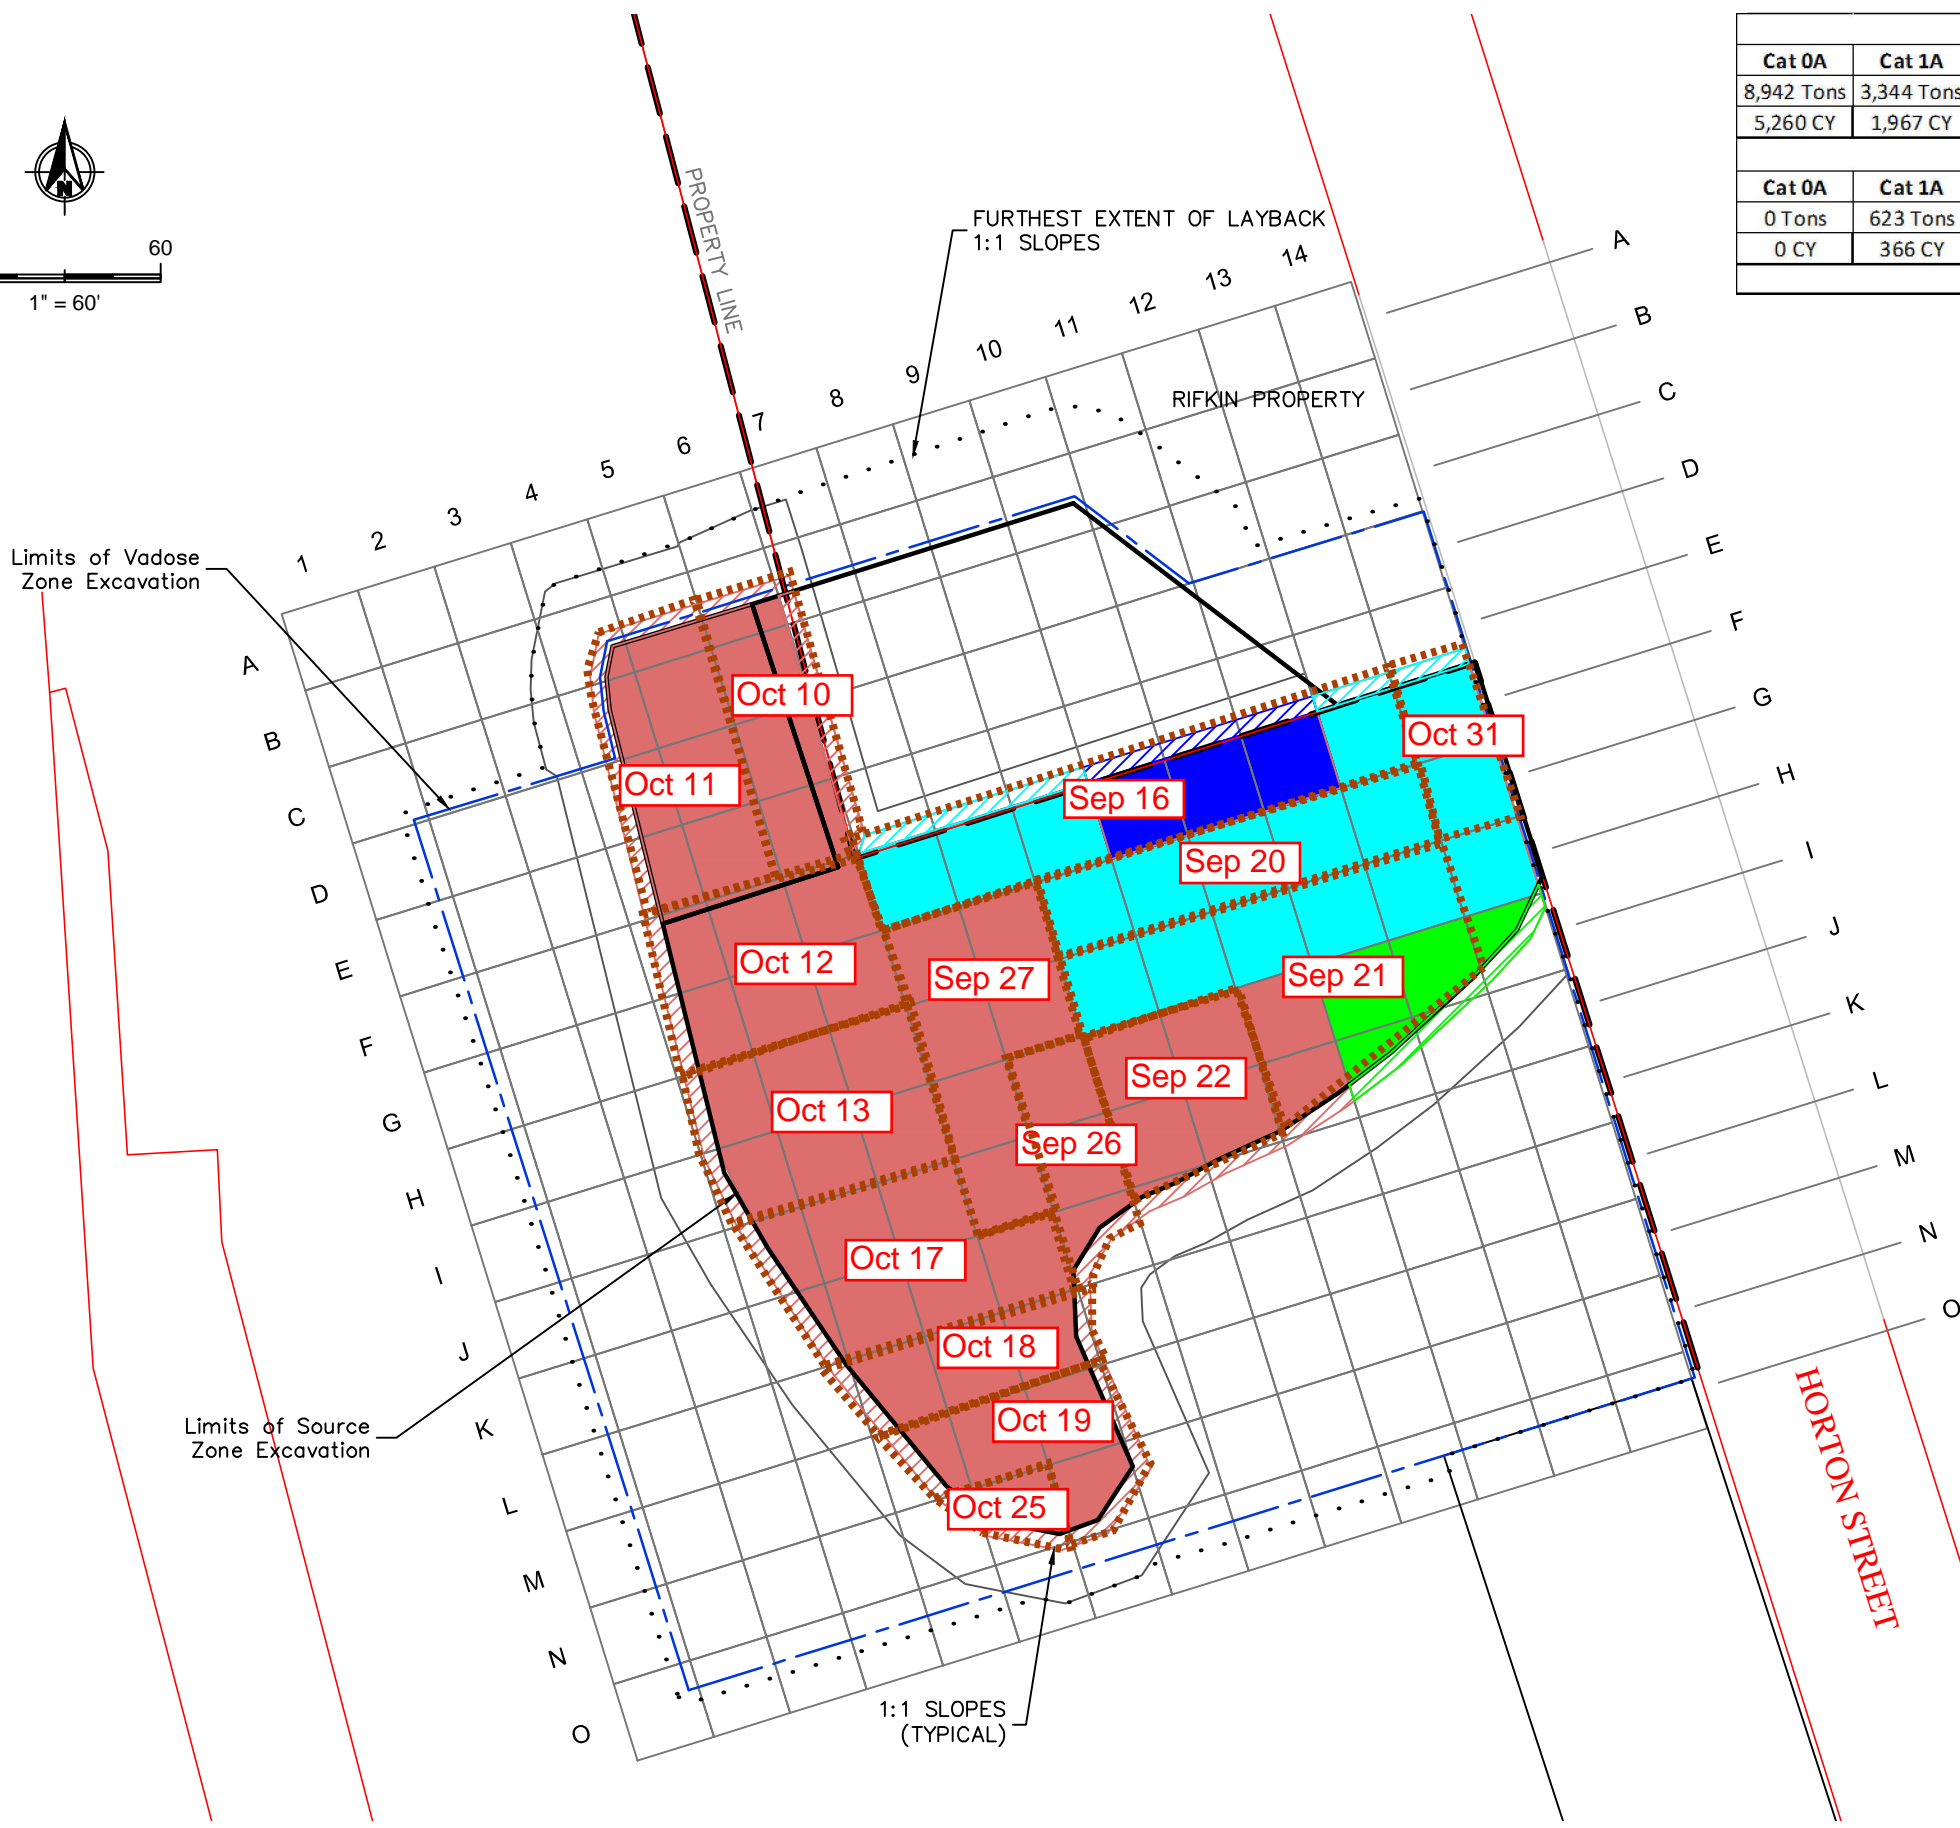 Cat 0A Cat 1A
8,942 Tons 3,344 Tons
5,260 CY 1,967 CY
Cat 0A Cat 1A
0 Tons 623 Tons
0 CY 366 CY
N
60
1" = 60'
PROPERTY LINE
FURTHEST EXTENT OF LAYBACK
1:1 SLOPES
RIFKIN PROPERTY
1 2 3 4 5 6 7 8 9 10 11 12 13 14
A
B
C
D
E
F
G
H
I
J
K
L
M
N
O
Limits of Vadose
Zone Excavation
A
B
C
D
E
F
G
H
I
J
K
L
M
N
O
Oct 10
Oct 11
Oct 31
Sep 16
Sep 20
Oct 12
Sep 27
Sep 21
Sep 22
Oct 13
Sep 26
Oct 17
Oct 18
Oct 19
Oct 25
Limits of Source
Zone Excavation
1:1 SLOPES
(TYPICAL)
HORTON STREET